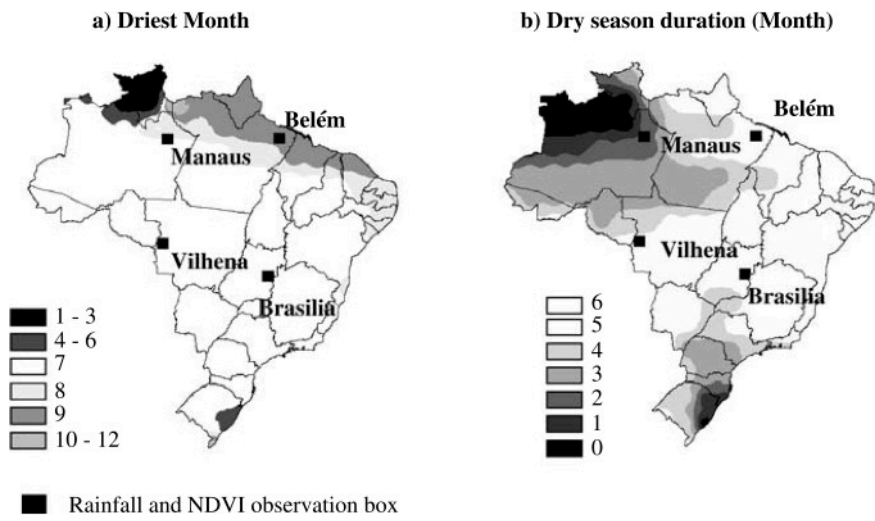 a) Driest Month
Belém
Manaus
Vilhena
Brasilia
1 - 3
4 - 6
7
8
9
10 - 12
b) Dry season duration (Month)
Belém
Manaus
Vilhena
Brasilia
6
5
4
3
2
1
0
Rainfall and NDVI observation box